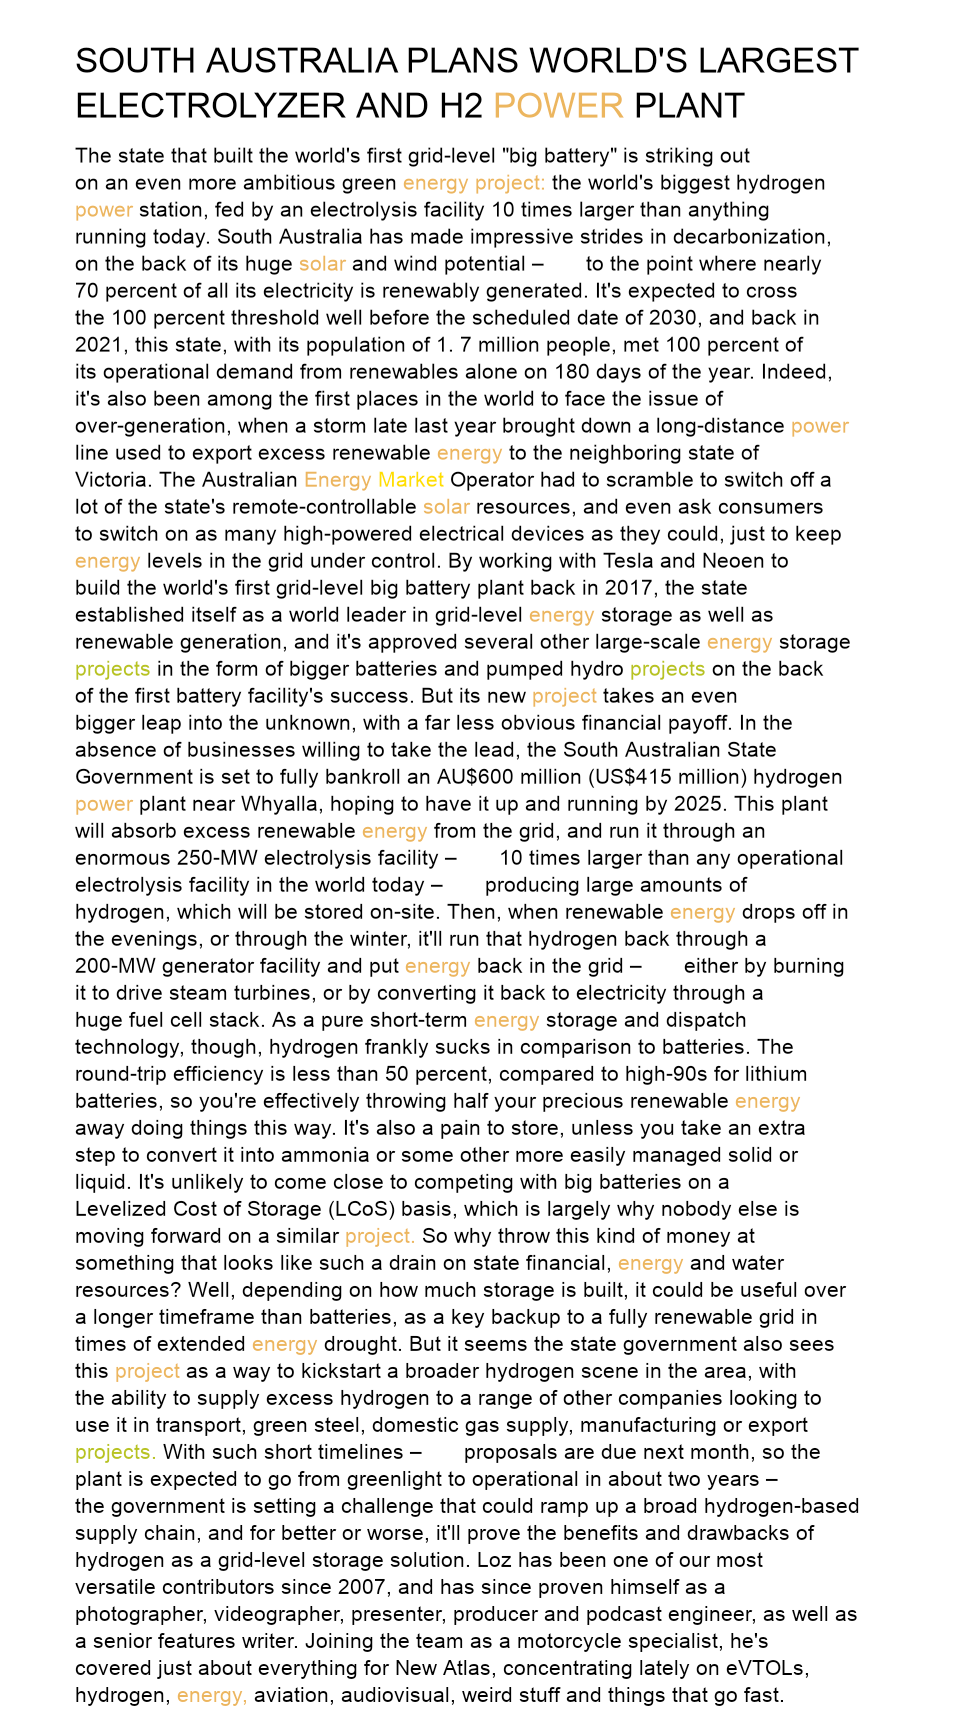 SOUTH AUSTRALIA PLANS WORLD'S LARGEST
ELECTROLYZER AND H2 POWER PLANT
The state that built the world's first grid-level "big battery" is striking out
on an even more ambitious green energy project: the world's biggest hydrogen
power station, fed by an electrolysis facility 10 times larger than anything
running today. South Australia has made impressive strides in decarbonization,
on the back of its huge solar and wind potential – to the point where nearly
70 percent of all its electricity is renewably generated. It's expected to cross
the 100 percent threshold well before the scheduled date of 2030, and back in
2021, this state, with its population of 1. 7 million people, met 100 percent of
its operational demand from renewables alone on 180 days of the year. Indeed,
it's also been among the first places in the world to face the issue of
over-generation, when a storm late last year brought down a long-distance power
line used to export excess renewable energy to the neighboring state of
Victoria. The Australian Energy Market Operator had to scramble to switch off a
lot of the state's remote-controllable solar resources, and even ask consumers
to switch on as many high-powered electrical devices as they could, just to keep
energy levels in the grid under control. By working with Tesla and Neoen to
build the world's first grid-level big battery plant back in 2017, the state
established itself as a world leader in grid-level energy storage as well as
renewable generation, and it's approved several other large-scale energy storage
projects in the form of bigger batteries and pumped hydro projects on the back
of the first battery facility's success. But its new project takes an even
bigger leap into the unknown, with a far less obvious financial payoff. In the
absence of businesses willing to take the lead, the South Australian State
Government is set to fully bankroll an AU$600 million (US$415 million) hydrogen
power plant near Whyalla, hoping to have it up and running by 2025. This plant
will absorb excess renewable energy from the grid, and run it through an
enormous 250-MW electrolysis facility – 10 times larger than any operational
electrolysis facility in the world today – producing large amounts of
hydrogen, which will be stored on-site. Then, when renewable energy drops off in
the evenings, or through the winter, it'll run that hydrogen back through a
200-MW generator facility and put energy back in the grid – either by burning
it to drive steam turbines, or by converting it back to electricity through a
huge fuel cell stack. As a pure short-term energy storage and dispatch
technology, though, hydrogen frankly sucks in comparison to batteries. The
round-trip efficiency is less than 50 percent, compared to high-90s for lithium
batteries, so you're effectively throwing half your precious renewable energy
away doing things this way. It's also a pain to store, unless you take an extra
step to convert it into ammonia or some other more easily managed solid or
liquid. It's unlikely to come close to competing with big batteries on a
Levelized Cost of Storage (LCoS) basis, which is largely why nobody else is
moving forward on a similar project. So why throw this kind of money at
something that looks like such a drain on state financial, energy and water
resources? Well, depending on how much storage is built, it could be useful over
a longer timeframe than batteries, as a key backup to a fully renewable grid in
times of extended energy drought. But it seems the state government also sees
this project as a way to kickstart a broader hydrogen scene in the area, with
the ability to supply excess hydrogen to a range of other companies looking to
use it in transport, green steel, domestic gas supply, manufacturing or export
projects. With such short timelines – proposals are due next month, so the
plant is expected to go from greenlight to operational in about two years –
the government is setting a challenge that could ramp up a broad hydrogen-based
supply chain, and for better or worse, it'll prove the benefits and drawbacks of
hydrogen as a grid-level storage solution. Loz has been one of our most
versatile contributors since 2007, and has since proven himself as a
photographer, videographer, presenter, producer and podcast engineer, as well as
a senior features writer. Joining the team as a motorcycle specialist, he's
covered just about everything for New Atlas, concentrating lately on eVTOLs,
hydrogen, energy, aviation, audiovisual, weird stuff and things that go fast.